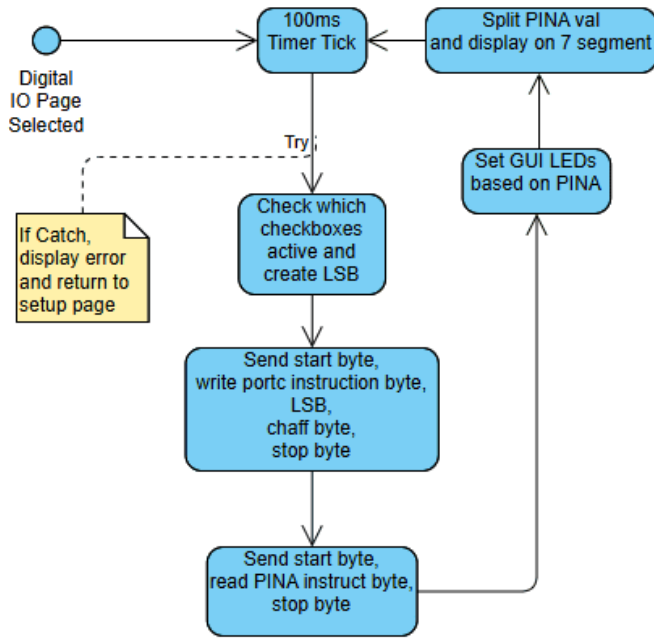 Digital
IO Page
Selected
100ms
Timer Tick
Split PINA val
and display on 7 segment
Try
Set GUI LEDs
based on PINA
If Catch,
display error
and return to
setup page
Check which
checkboxes
active and
create LSB
Send start byte,
write portc instruction byte,
LSB,
chaff byte,
stop byte
Send start byte,
read PINA instruct byte,
stop byte